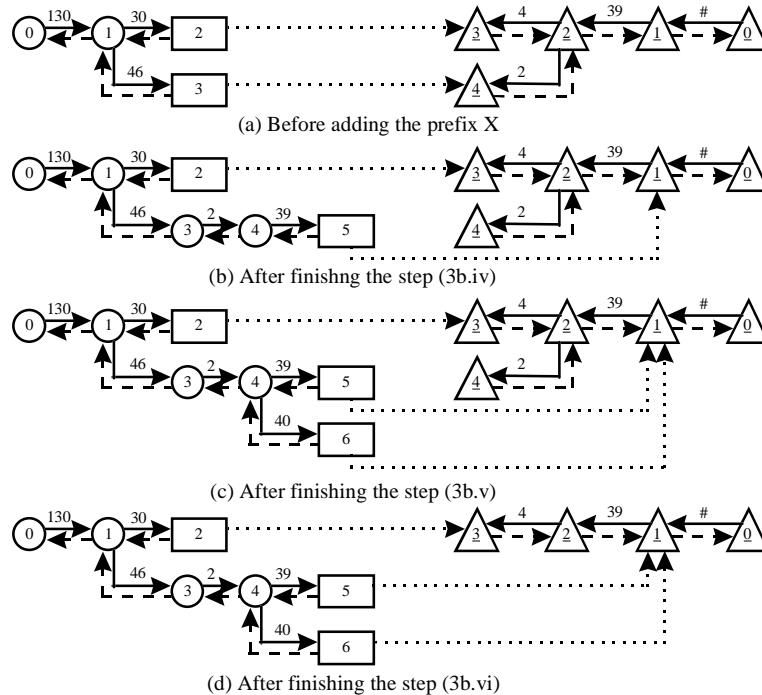 130 30 4 39 #
0 1 2 3 2 1 0
46 2
3 4
(a) Before adding the prefix X
130 30 4 39 #
0 1 2 3 2 1 0
46 2 39 2
3 4 5 4
(b) After finishng the step (3b.iv)
130 30 4 39 #
0 1 2 3 2 1 0
46 2 39 2
3 4 5 4
40
6
(c) After finishing the step (3b.v)
130 30 4 39 #
0 1 2 3 2 1 0
46 2 39
3 4 5
40
6
(d) After finishing the step (3b.vi)